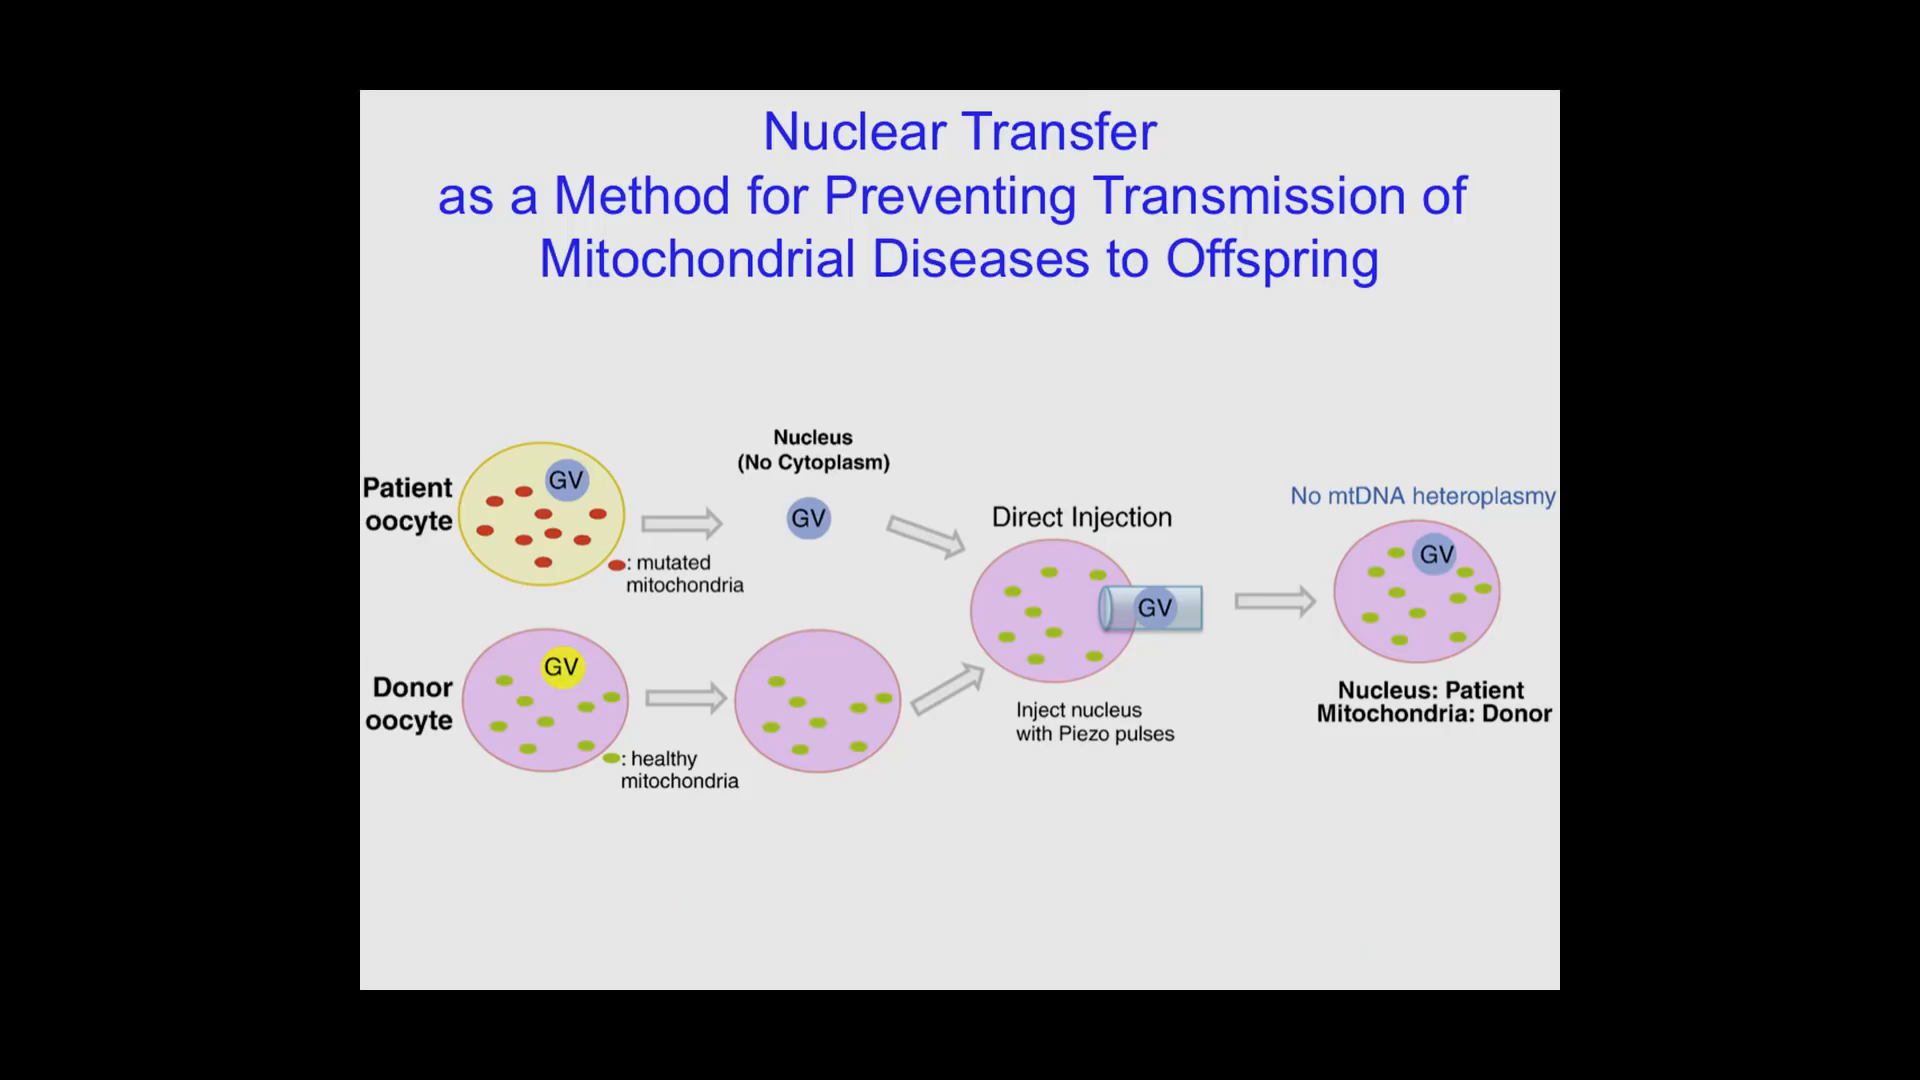 Nuclear Transfer
as a Method for Preventing Transmission of
Mitochondrial Diseases to Offspring
Patient
oocyte
GV
: mutated
mitochondria
Nucleus
(No Cytoplasm)
GV
Donor
oocyte
GV
: healthy
mitochondria
Direct Injection
GV
Inject nucleus
with Piezo pulses
No mtDNA heteroplasmy
GV
Nucleus: Patient
Mitochondria: Donor